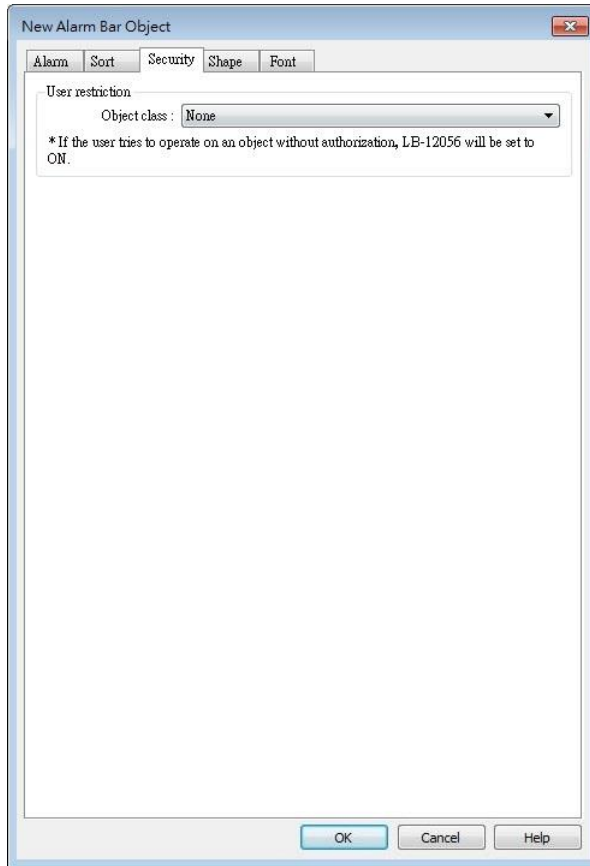 New Alarm Bar Object
Alarm Sort Security Shape Font
User restriction
Object class : None
* If the user tries to operate on an object without authorization, LB-12056 will be set to
ON.
OK Cancel Help